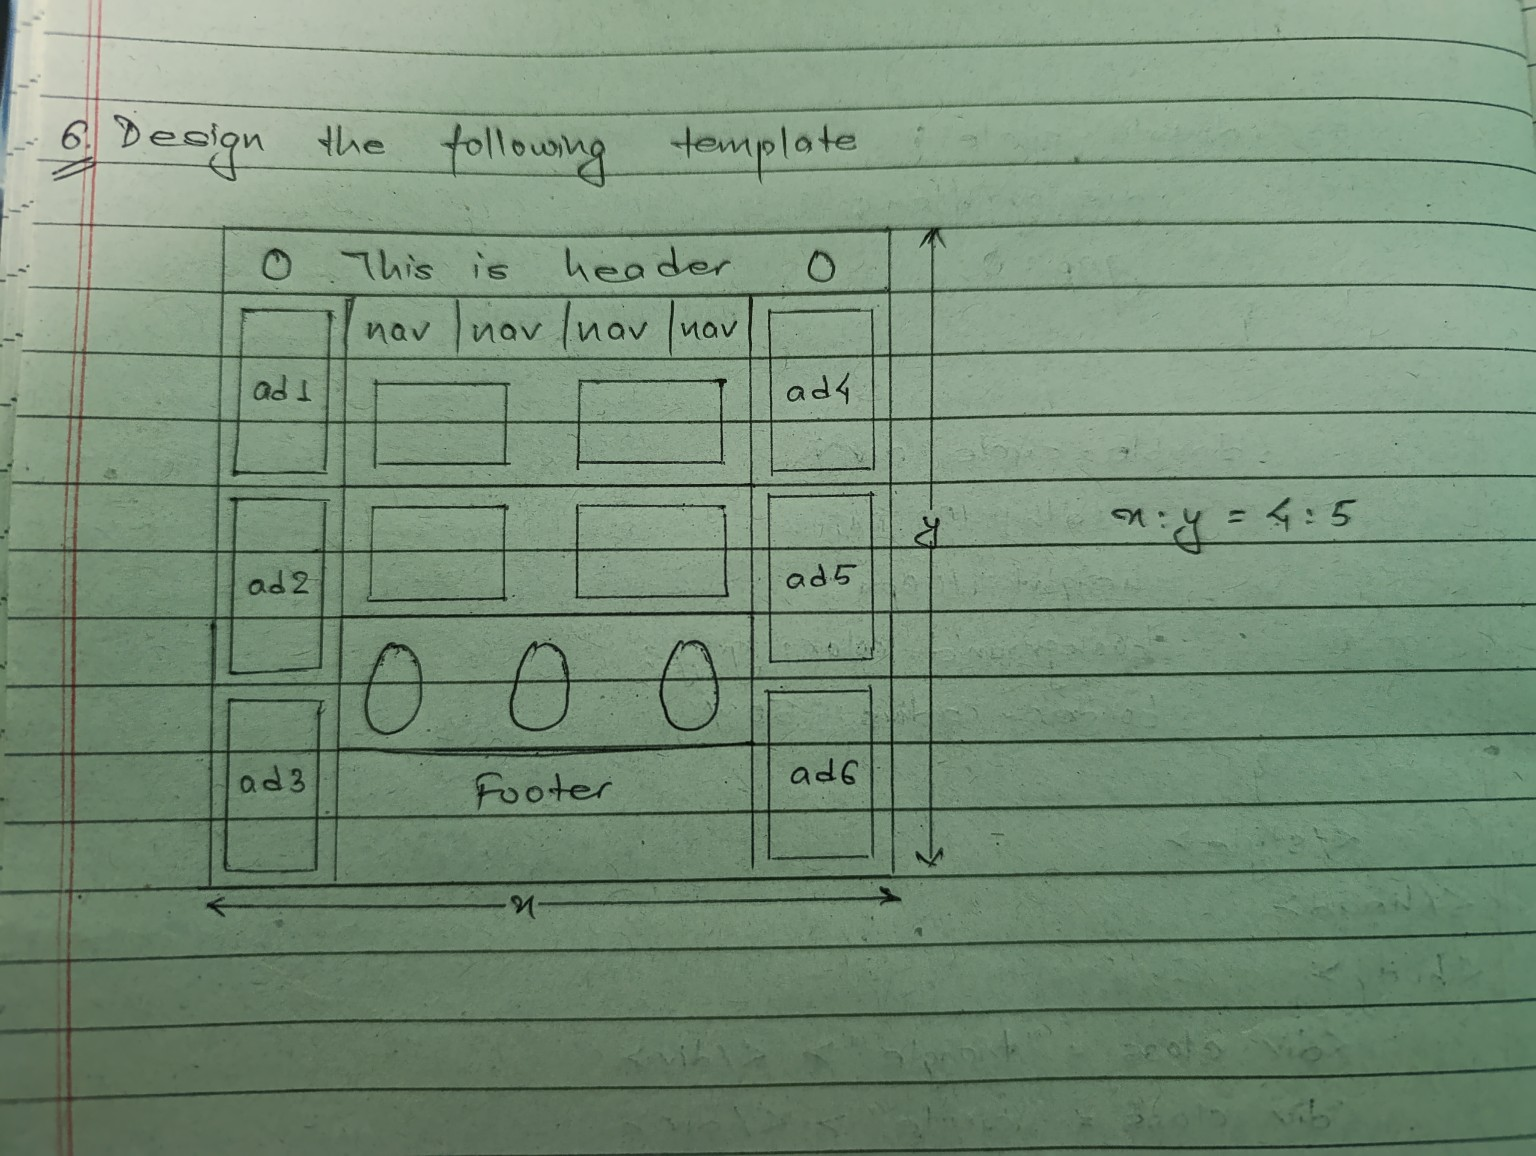 6. Design the following template
O This is header O
nav | nav | nav | nav
ad1
ad4
ad2
ad5
ad3
ad6
Footer
x
y
x : y = 4 : 5